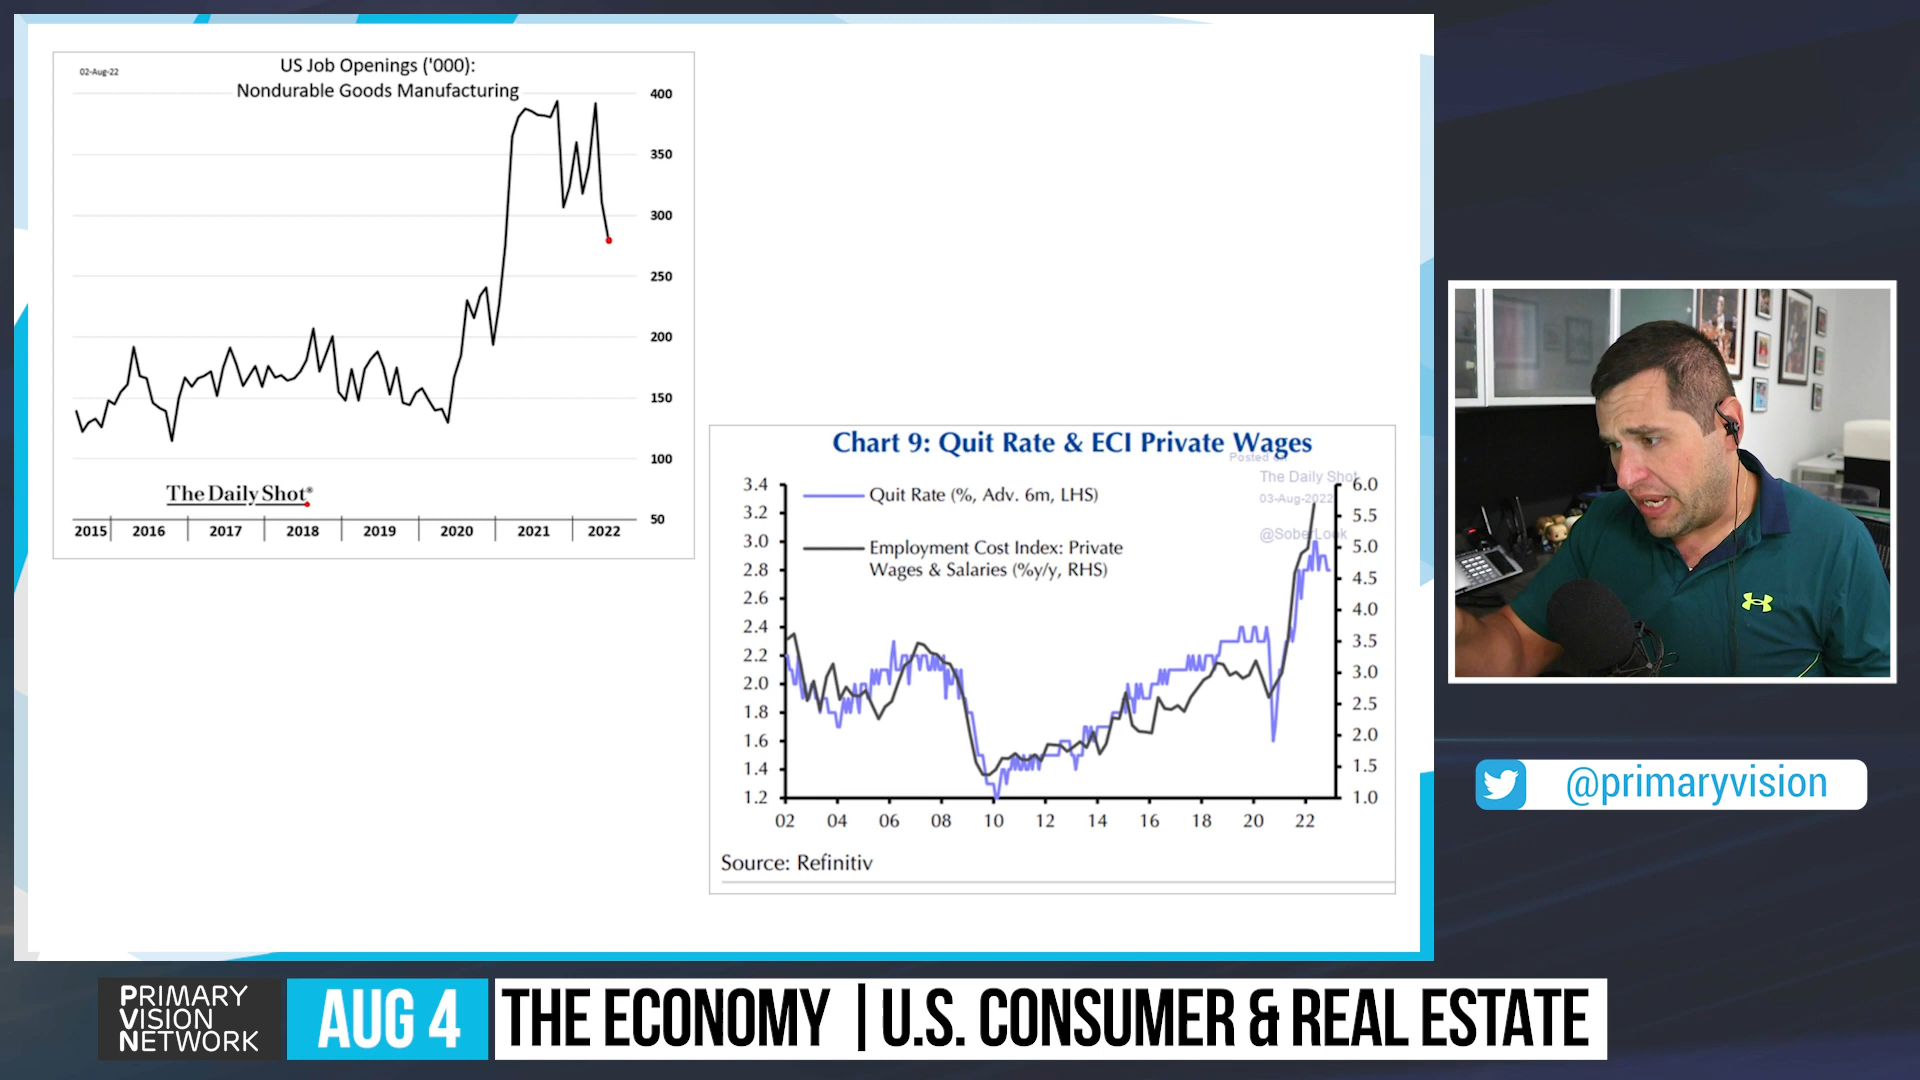 02-Aug-22
US Job Openings ('000):
Nondurable Goods Manufacturing
400
350
300
250
200
150
100
50
The Daily Shot®
2015 2016 2017 2018 2019 2020 2021 2022
Chart 9: Quit Rate & ECI Private Wages
Posted on
The Daily Shot
03-Aug-2022
@SoberLook
Quit Rate (%, Adv. 6m, LHS)
Employment Cost Index: Private
Wages & Salaries (%y/y, RHS)
3.4
3.2
3.0
2.8
2.6
2.4
2.2
2.0
1.8
1.6
1.4
1.2
6.0
5.5
5.0
4.5
4.0
3.5
3.0
2.5
2.0
1.5
1.0
02 04 06 08 10 12 14 16 18 20 22
Source: Refinitiv
@primaryvision
PRIMARY
VISION
NETWORK
AUG 4
THE ECONOMY | U.S. CONSUMER & REAL ESTATE